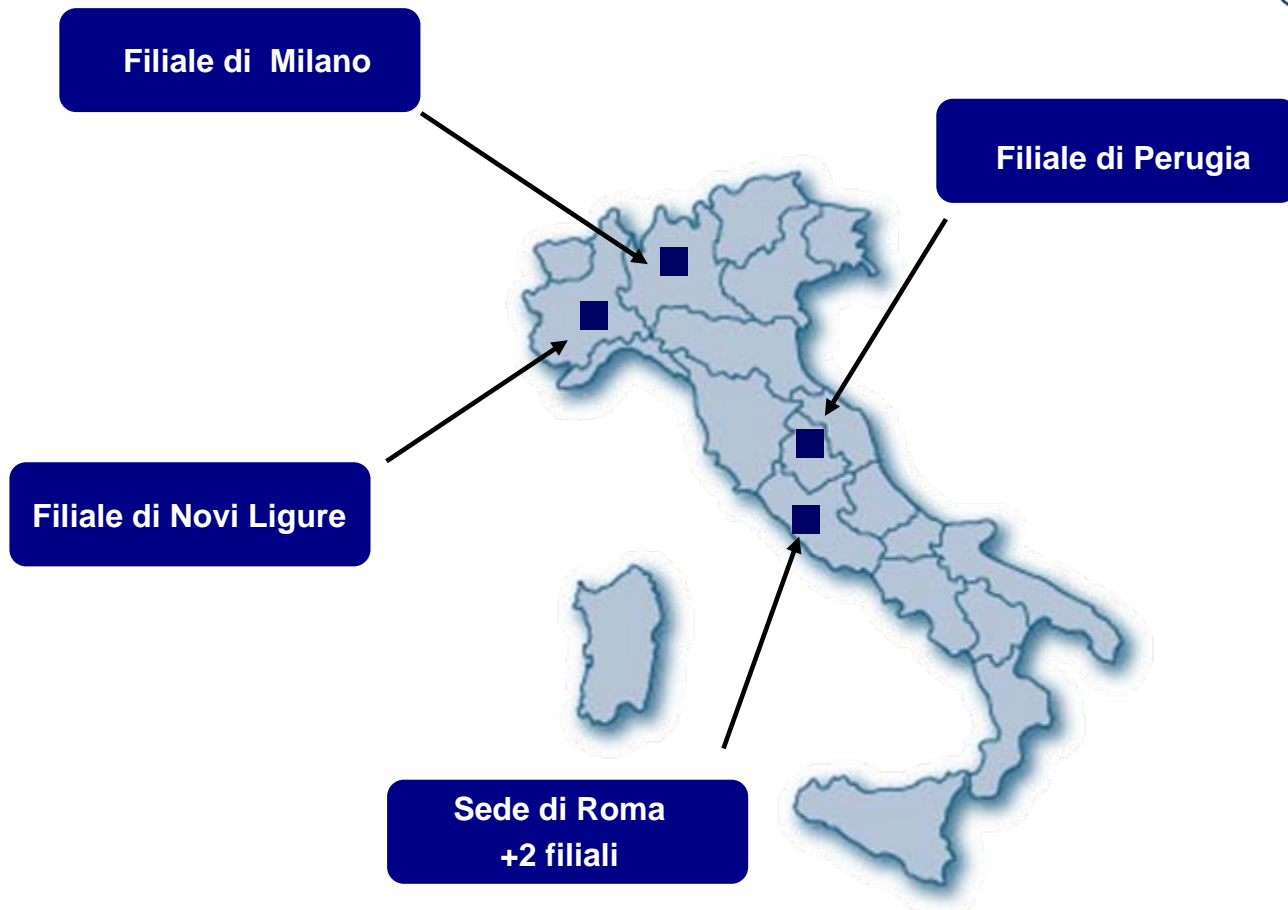 Filiale di Milano
Filiale di Perugia
Filiale di Novi Ligure
Sede di Roma
+2 filiali